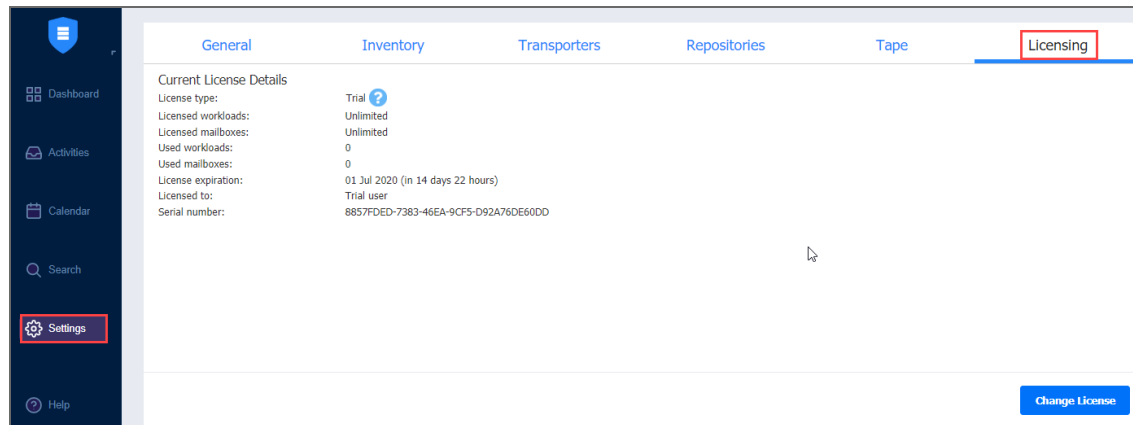 General Inventory Transporters Repositories Tape Licensing
Current License Details
License type: Trial ?
Licensed workloads: Unlimited
Licensed mailboxes: Unlimited
Used workloads: 0
Used mailboxes: 0
License expiration: 01 Jul 2020 (in 14 days 22 hours)
Licensed to: Trial user
Serial number: 8857FDED-7383-46EA-9CF5-D92A76DE60DD
Dashboard
Activities
Calendar
Search
Settings
? Help
Change License